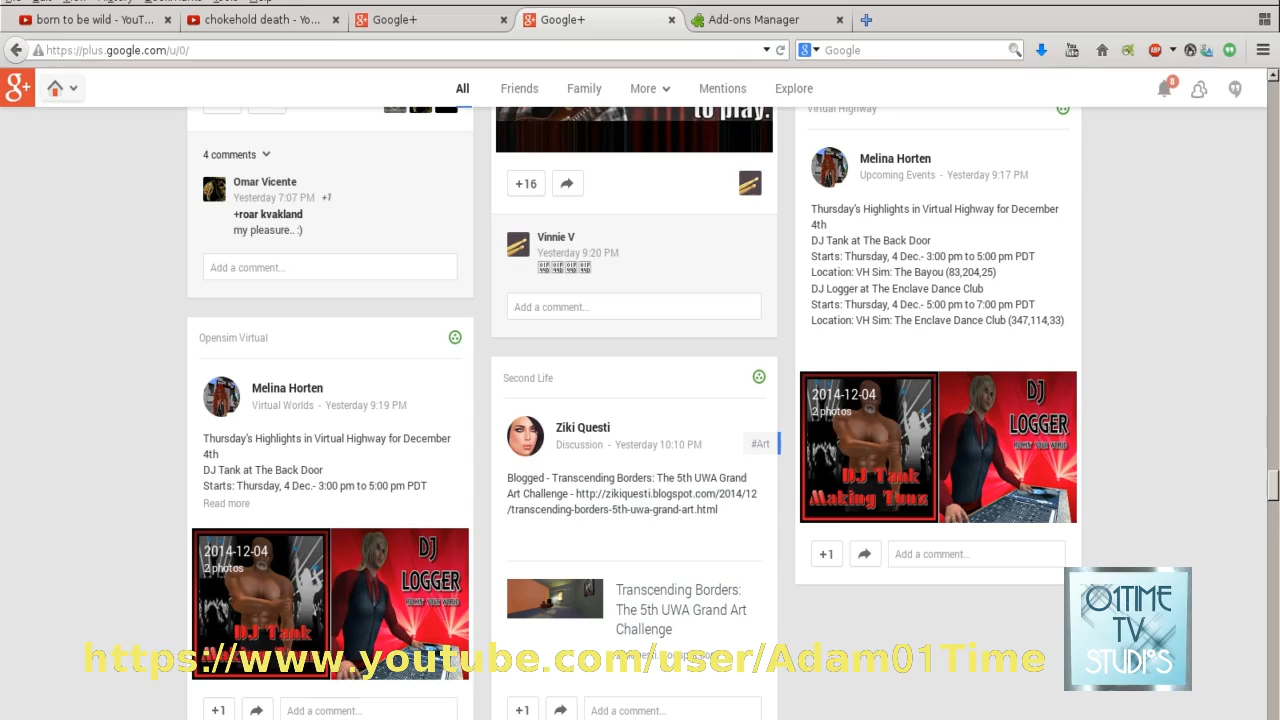 born to be wild - YouT...
chokehold death - Yo...
Google+
Google+
Add-ons Manager
https://plus.google.com/u/0/
Google
g+
All
Friends
Family
More
Mentions
Explore
8
4 comments
Omar Vicente
Yesterday 7:07 PM +1
+roar kvakland
my pleasure.. :)
Add a comment...
Opensim Virtual
Melina Horten
Virtual Worlds - Yesterday 9:19 PM
Thursday's Highlights in Virtual Highway for December
4th
DJ Tank at The Back Door
Starts: Thursday, 4 Dec.- 3:00 pm to 5:00 pm PDT
Read more
2014-12-04
2 photos
DJ Tank
DJ
LOGGER
+1
Add a comment...
to play.
+16
Vinnie V
Yesterday 9:20 PM
Add a comment...
Second Life
Ziki Questi
Discussion - Yesterday 10:10 PM
#Art
Blogged - Transcending Borders: The 5th UWA Grand
Art Challenge - http://zikiquesti.blogspot.com/2014/12
/transcending-borders-5th-uwa-grand-art.html
Transcending Borders:
The 5th UWA Grand Art
Challenge
+1
Add a comment...
Virtual Highway
Melina Horten
Upcoming Events - Yesterday 9:17 PM
Thursday's Highlights in Virtual Highway for December
4th
DJ Tank at The Back Door
Starts: Thursday, 4 Dec.- 3:00 pm to 5:00 pm PDT
Location: VH Sim: The Bayou (83,204,25)
DJ Logger at The Enclave Dance Club
Starts: Thursday, 4 Dec.- 5:00 pm to 7:00 pm PDT
Location: VH Sim: The Enclave Dance Club (347,114,33)
2014-12-04
2 photos
DJ Tank
Making Tunz
DJ
LOGGER
+1
Add a comment...
https://www.youtube.com/user/Adam01Time
O1TIME
TV
STUDI'S